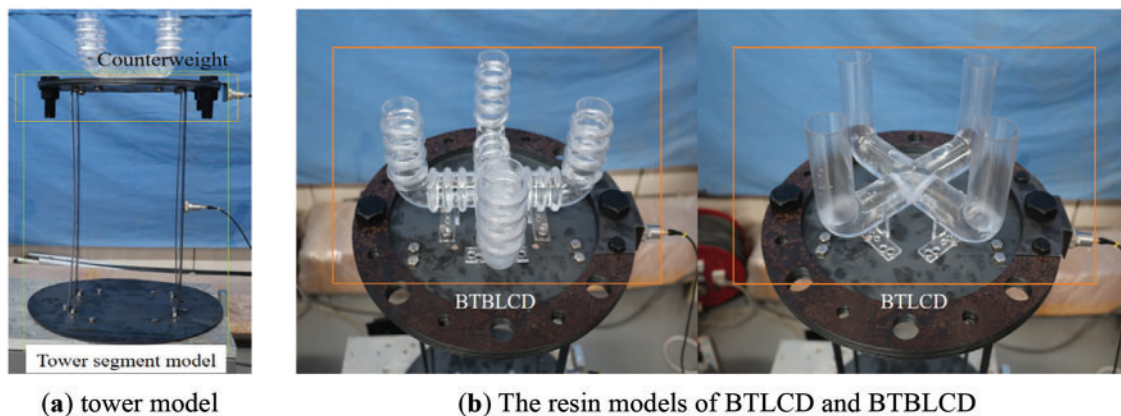 Counterweight
Tower segment model
BTBLCD
BTLCD
(a) tower model
(b) The resin models of BTLCD and BTBLCD